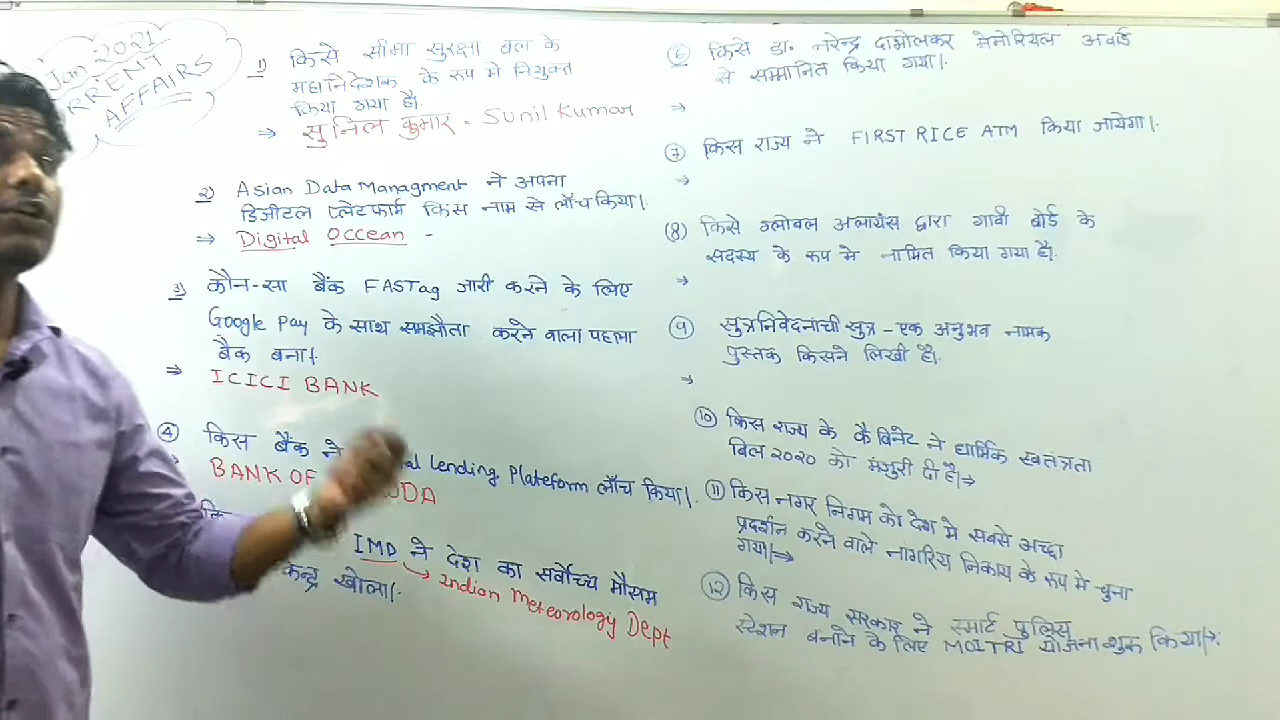 Jan 2021
RRENT
AFFAIRS
1) किसे सीमा सुरक्षा बल के
महानिदेशक के रूप मे नियुक्त
किया गया है।
⇒ सुनिल कुमार = Sunil Kumar
2) Asian Data Managment ने अपना
डिजीटल प्लेटफार्म किस नाम से लाँच किया।
⇒ Digital Occean -
3) कौन-सा बैंक FASTag जारी करने के लिए
Google Pay के साथ समझौता करने वाला पहला
बैंक बना।
⇒ ICICI BANK
④ किस बैंक ने al Lending Plateform लाँच किया।
BANK OF UDA
कि
IMD ने देश का सर्वोच्च मौसम
→ Indian Meteorology Dept
केन्द्र खोला।
⑥ किसे डा. नरेन्द्र दाभोलकर मेमोरियल अवार्ड
से सम्मानित किया गया।
⇒
⑦ किस राज्य ने FIRST RICE ATM किया जायेगा।
⇒
(8) किसे ग्लोबल अलायंस द्वारा गावी बोर्ड के
सदस्य के रूप मे नामित किया गया है।
⇒
⑨ सुत्रनिवेदनांची सुत्र - एक अनुभव नामक
पुस्तक किसने लिखी है।
⇒
⑩ किस राज्य के कैबिनेट ने धार्मिक स्वतंत्रता
बिल 2020 को मंजुरी दी है। ⇒
⑪ किस नगर निगम को देश मे सबसे अच्छा
प्रदर्शन करने वाले नागरिय निकाय के रूप मे चुना
गया। ⇒
⑫ किस राज्य सरकार ने स्मार्ट पुलिस
स्टेशन बनाने के लिए MOITRI योजना शुरू किया। ⇒